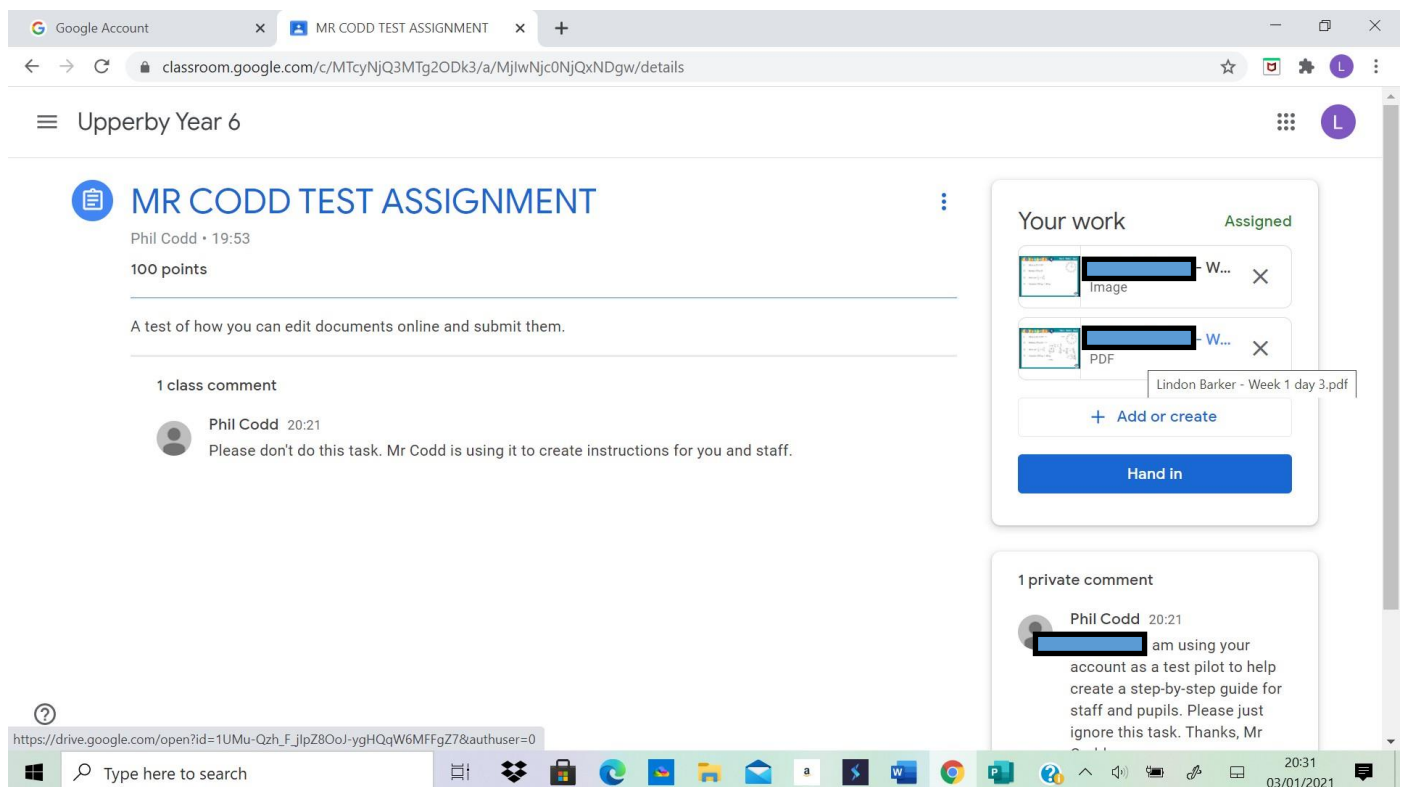 Google Account
MR CODD TEST ASSIGNMENT
classroom.google.com/c/MTcyNjQ3MTg2ODk3/a/MjIwNjc0NjQxNDgw/details
L
Upperby Year 6
L
MR CODD TEST ASSIGNMENT
Phil Codd • 19:53
100 points
A test of how you can edit documents online and submit them.
1 class comment
Phil Codd 20:21
Please don't do this task. Mr Codd is using it to create instructions for you and staff.
Your work Assigned
- W...
Image
- W...
PDF
Lindon Barker - Week 1 day 3.pdf
+ Add or create
Hand in
1 private comment
Phil Codd 20:21
am using your
account as a test pilot to help
create a step-by-step guide for
staff and pupils. Please just
ignore this task. Thanks, Mr
https://drive.google.com/open?id=1UMu-Qzh_F_jIpZ8OoJ-ygHQqW6MFFgZ7&authuser=0
Type here to search
20:31
03/01/2021